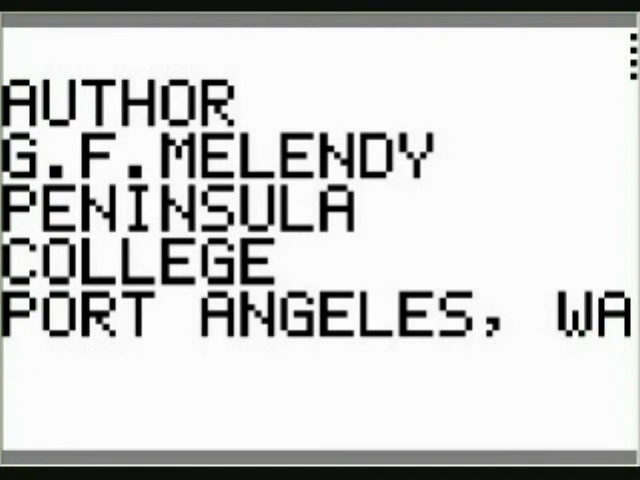 AUTHOR
G.F.MELENDY
PENINSULA
COLLEGE
PORT ANGELES, WA